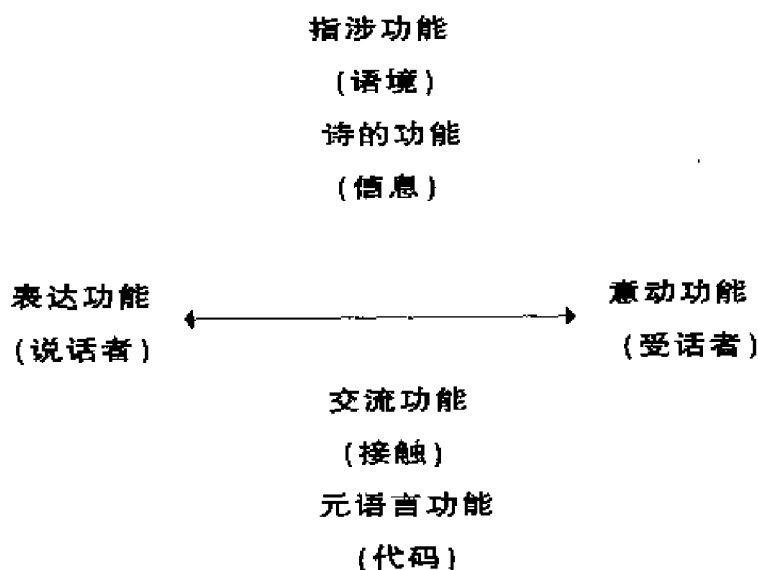 指涉功能
(语境)
诗的功能
(信息)
表达功能
(说话者)
意动功能
(受话者)
交流功能
(接触)
元语言功能
(代码)